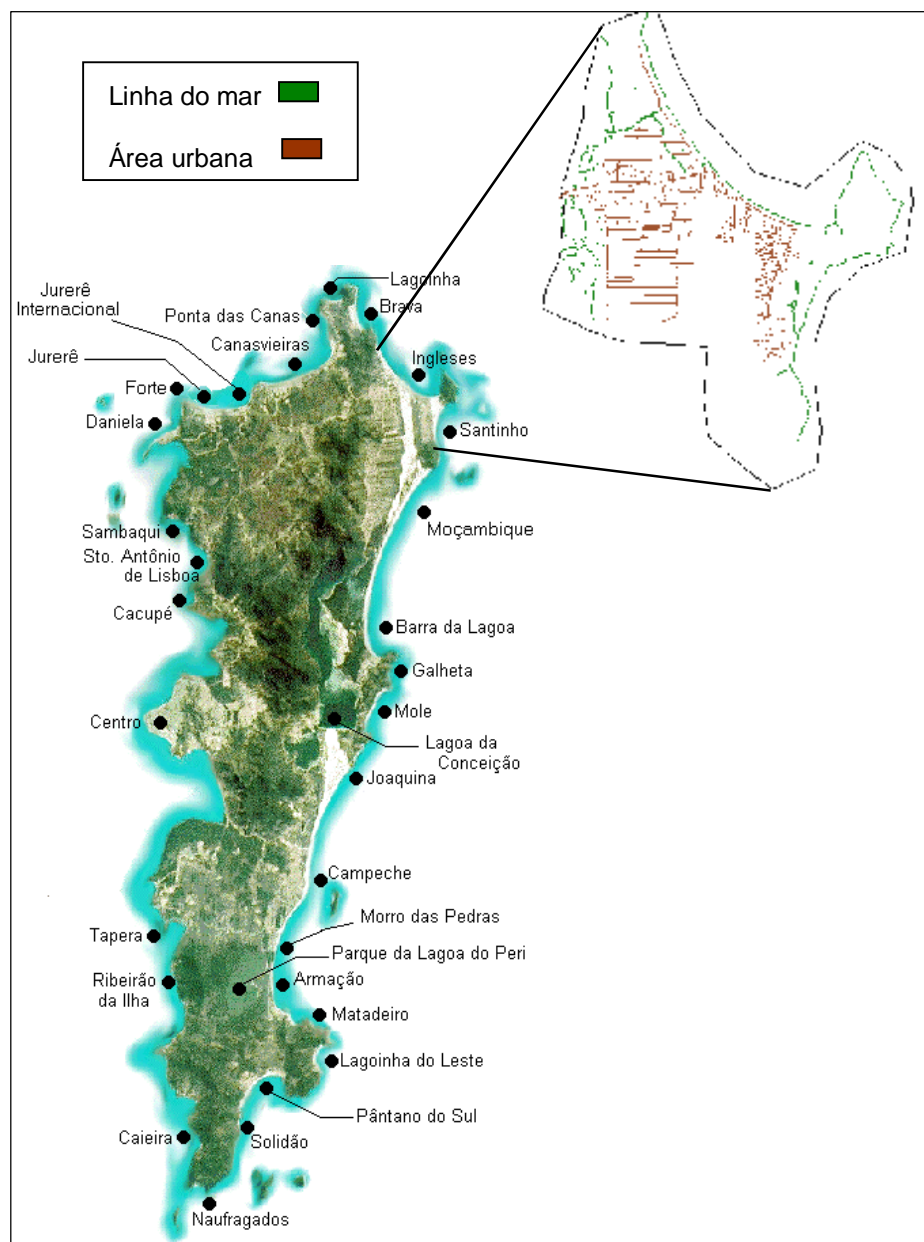 Linha do mar
Área urbana
Lagoinha
Jurerê
Internacional
Ponta das Canas
Brava
Canasvieiras
Jurerê
Ingleses
Forte
Daniela
Santinho
Moçambique
Sambaqui
Sto. Antônio
de Lisboa
Cacupé
Barra da Lagoa
Galheta
Centro
Mole
Lagoa da
Conceição
Joaquina
Campeche
Morro das Pedras
Tapera
Parque da Lagoa do Peri
Ribeirão
da Ilha
Armação
Matadeiro
Lagoinha do Leste
Pântano do Sul
Caieira
Solidão
Naufragados